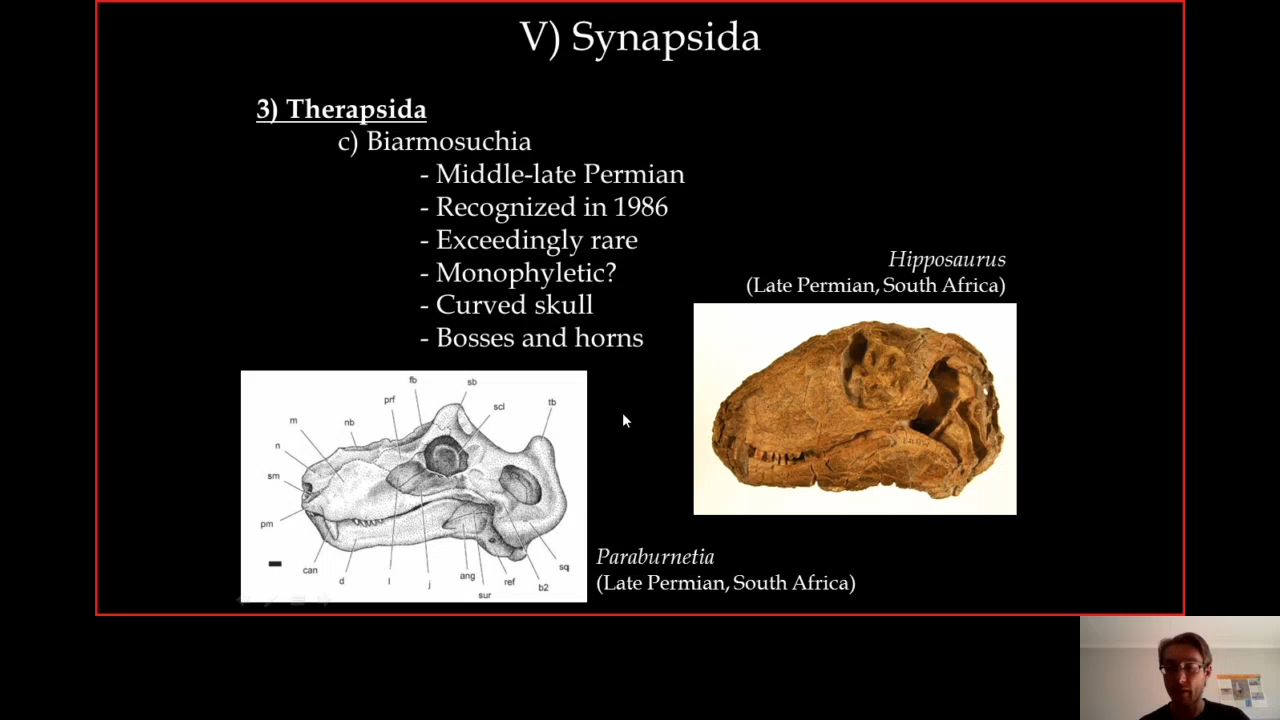 V) Synapsida
3) Therapsida
c) Biarmosuchia
- Middle-late Permian
- Recognized in 1986
- Exceedingly rare
- Monophyletic?
- Curved skull
- Bosses and horns
Hipposaurus
(Late Permian, South Africa)
fb
sb
prf
scl
tb
m
nb
n
sm
pm
can
d
l
j
ang
sur
ref
b2
sq
Paraburnetia
(Late Permian, South Africa)